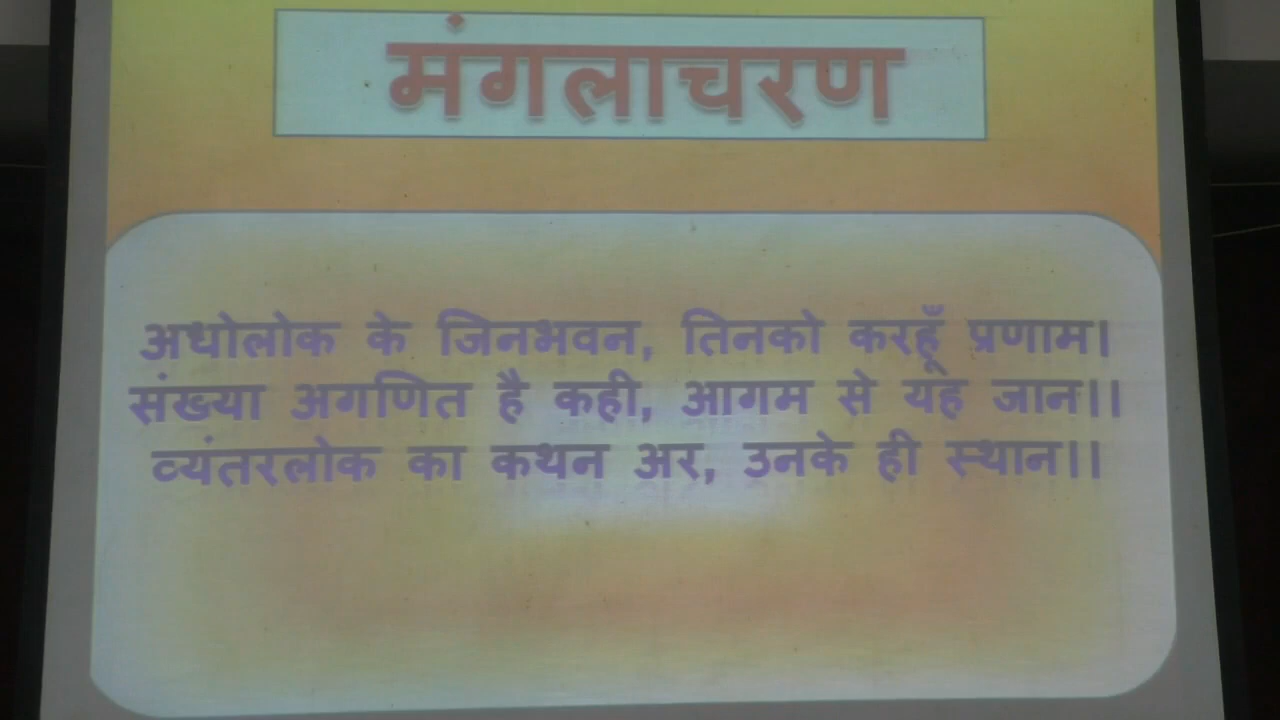 मंगलाचरण
अधोलोक के जिनभवन, तिनको करहूँ प्रणाम।
संख्या अगणित है कही, आगम से यह जान।।
व्यंतरलोक का कथन अर, उनके ही स्थान।।